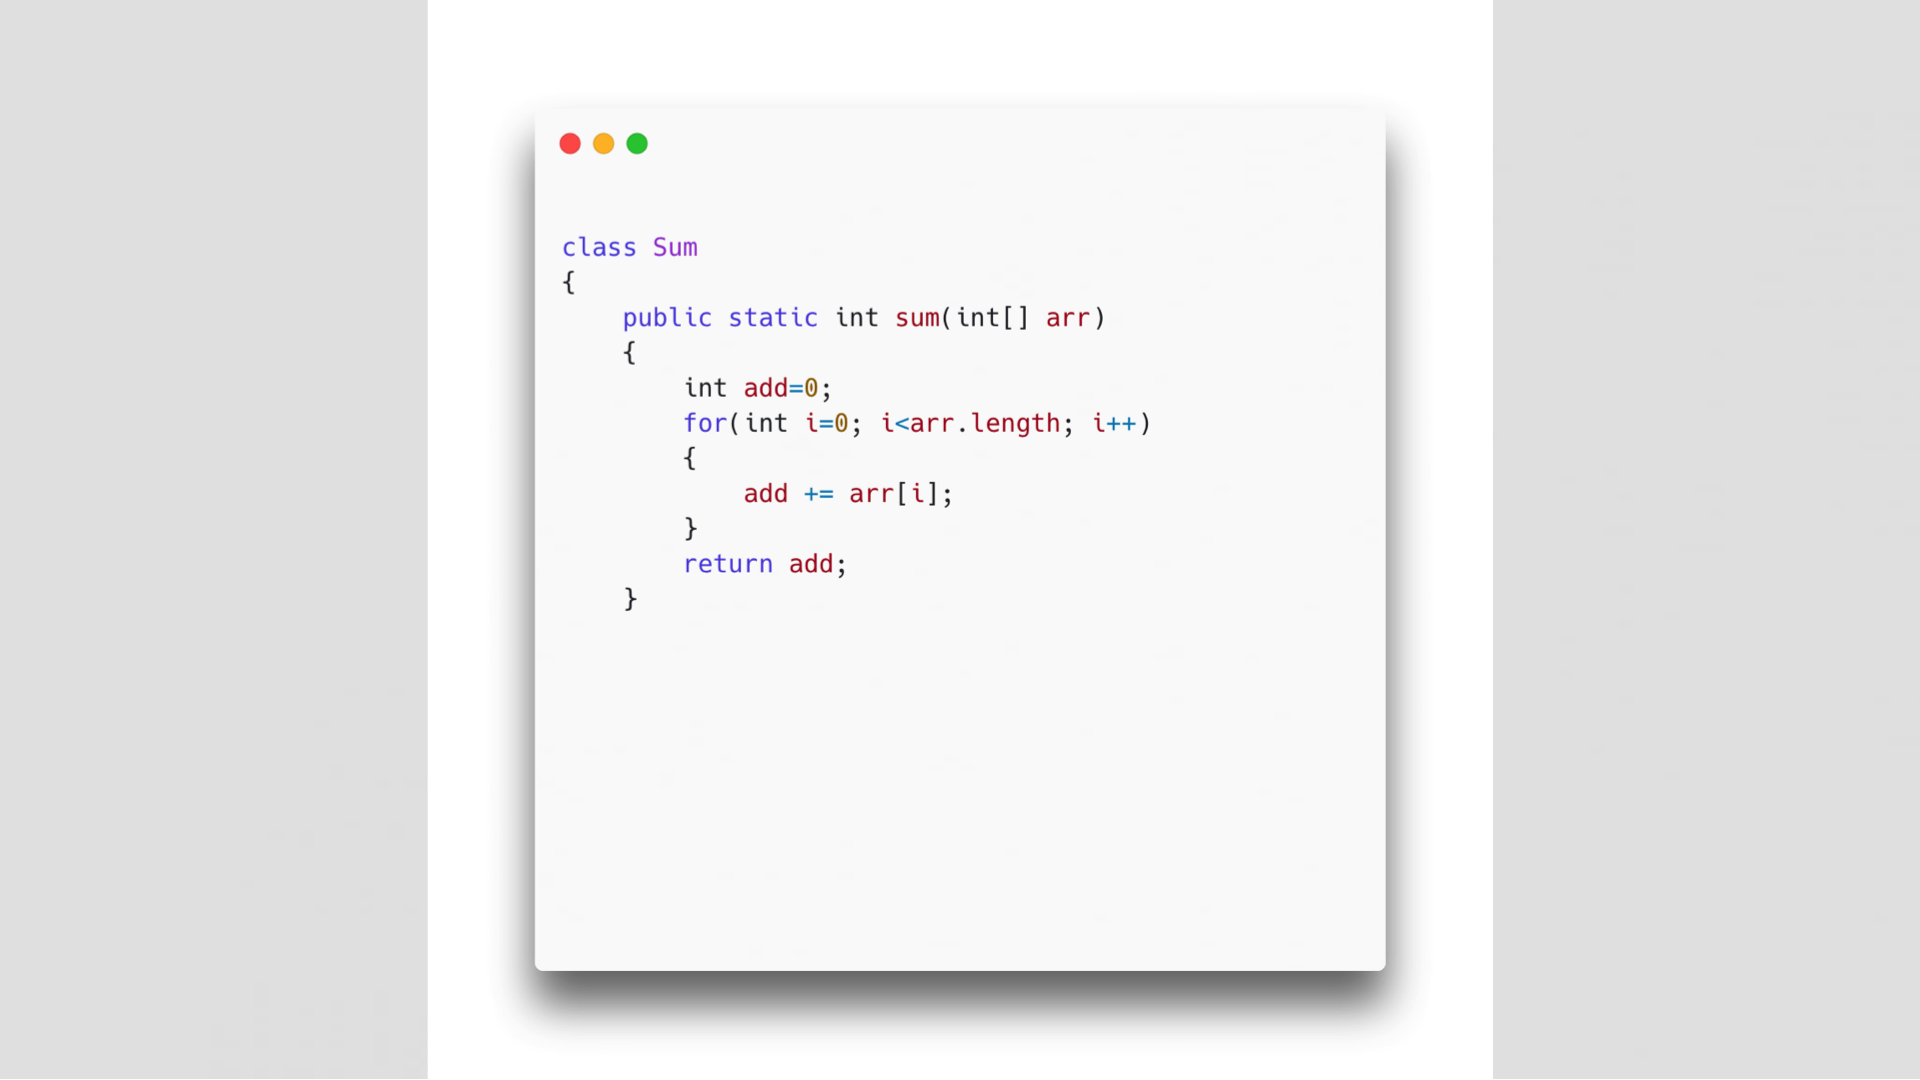 class Sum
{
    public static int sum(int[] arr)
    {
        int add=0;
        for(int i=0; i<arr.length; i++)
        {
            add += arr[i];
        }
        return add;
    }